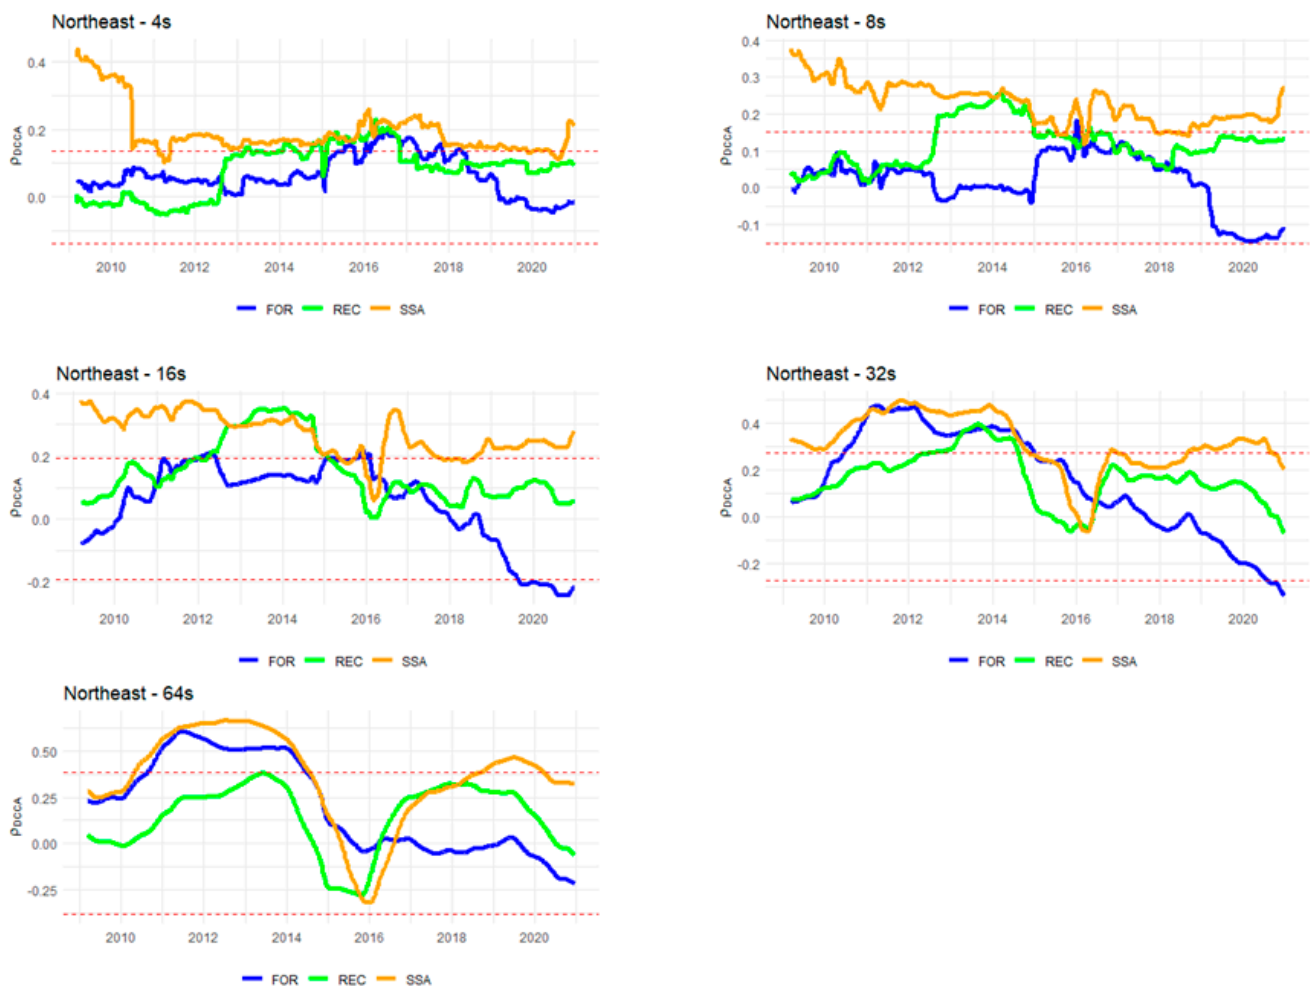 Northeast - 4s
0.4
0.2
0.0
ρDCCA
2010 2012 2014 2016 2018 2020
FOR REC SSA
Northeast - 8s
0.4
0.3
0.2
0.1
0.0
-0.1
ρDCCA
2010 2012 2014 2016 2018 2020
FOR REC SSA
Northeast - 16s
0.4
0.2
0.0
-0.2
ρDCCA
2010 2012 2014 2016 2018 2020
FOR REC SSA
Northeast - 32s
0.4
0.2
0.0
-0.2
ρDCCA
2010 2012 2014 2016 2018 2020
FOR REC SSA
Northeast - 64s
0.50
0.25
0.00
-0.25
ρDCCA
2010 2012 2014 2016 2018 2020
FOR REC SSA